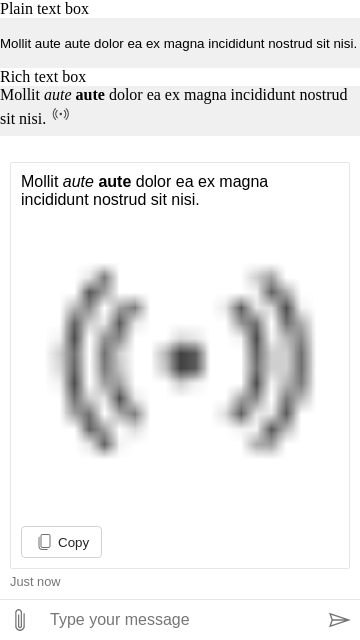 Plain text box
Mollit aute aute dolor ea ex magna incididunt nostrud sit nisi.
Rich text box
Mollit aute aute dolor ea ex magna incididunt nostrud
sit nisi.
Mollit aute aute dolor ea ex magna
incididunt nostrud sit nisi.
Copy
Just now
Type your message